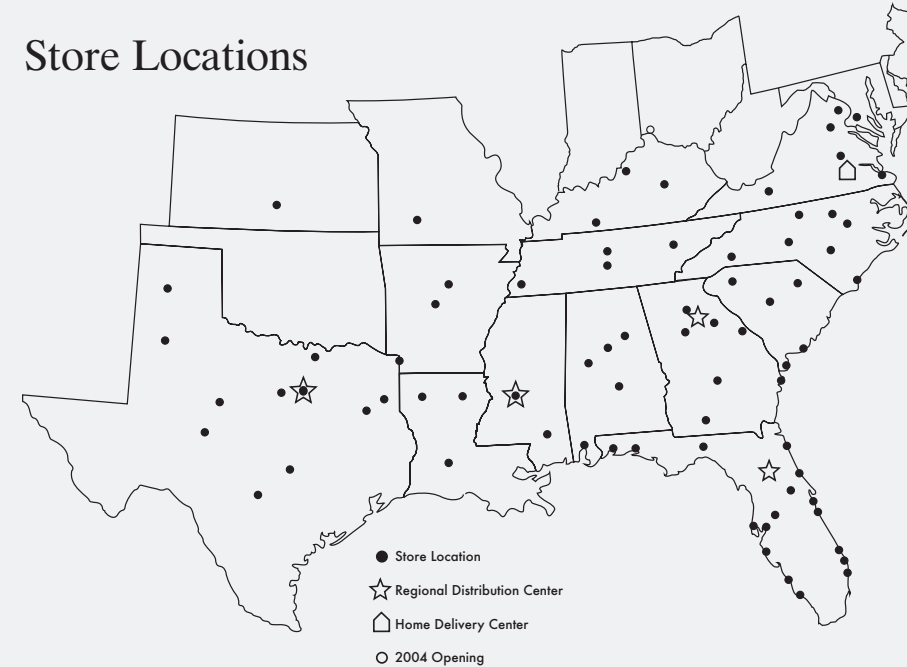 Store Locations
Store Location
Regional Distribution Center
Home Delivery Center
2004 Opening